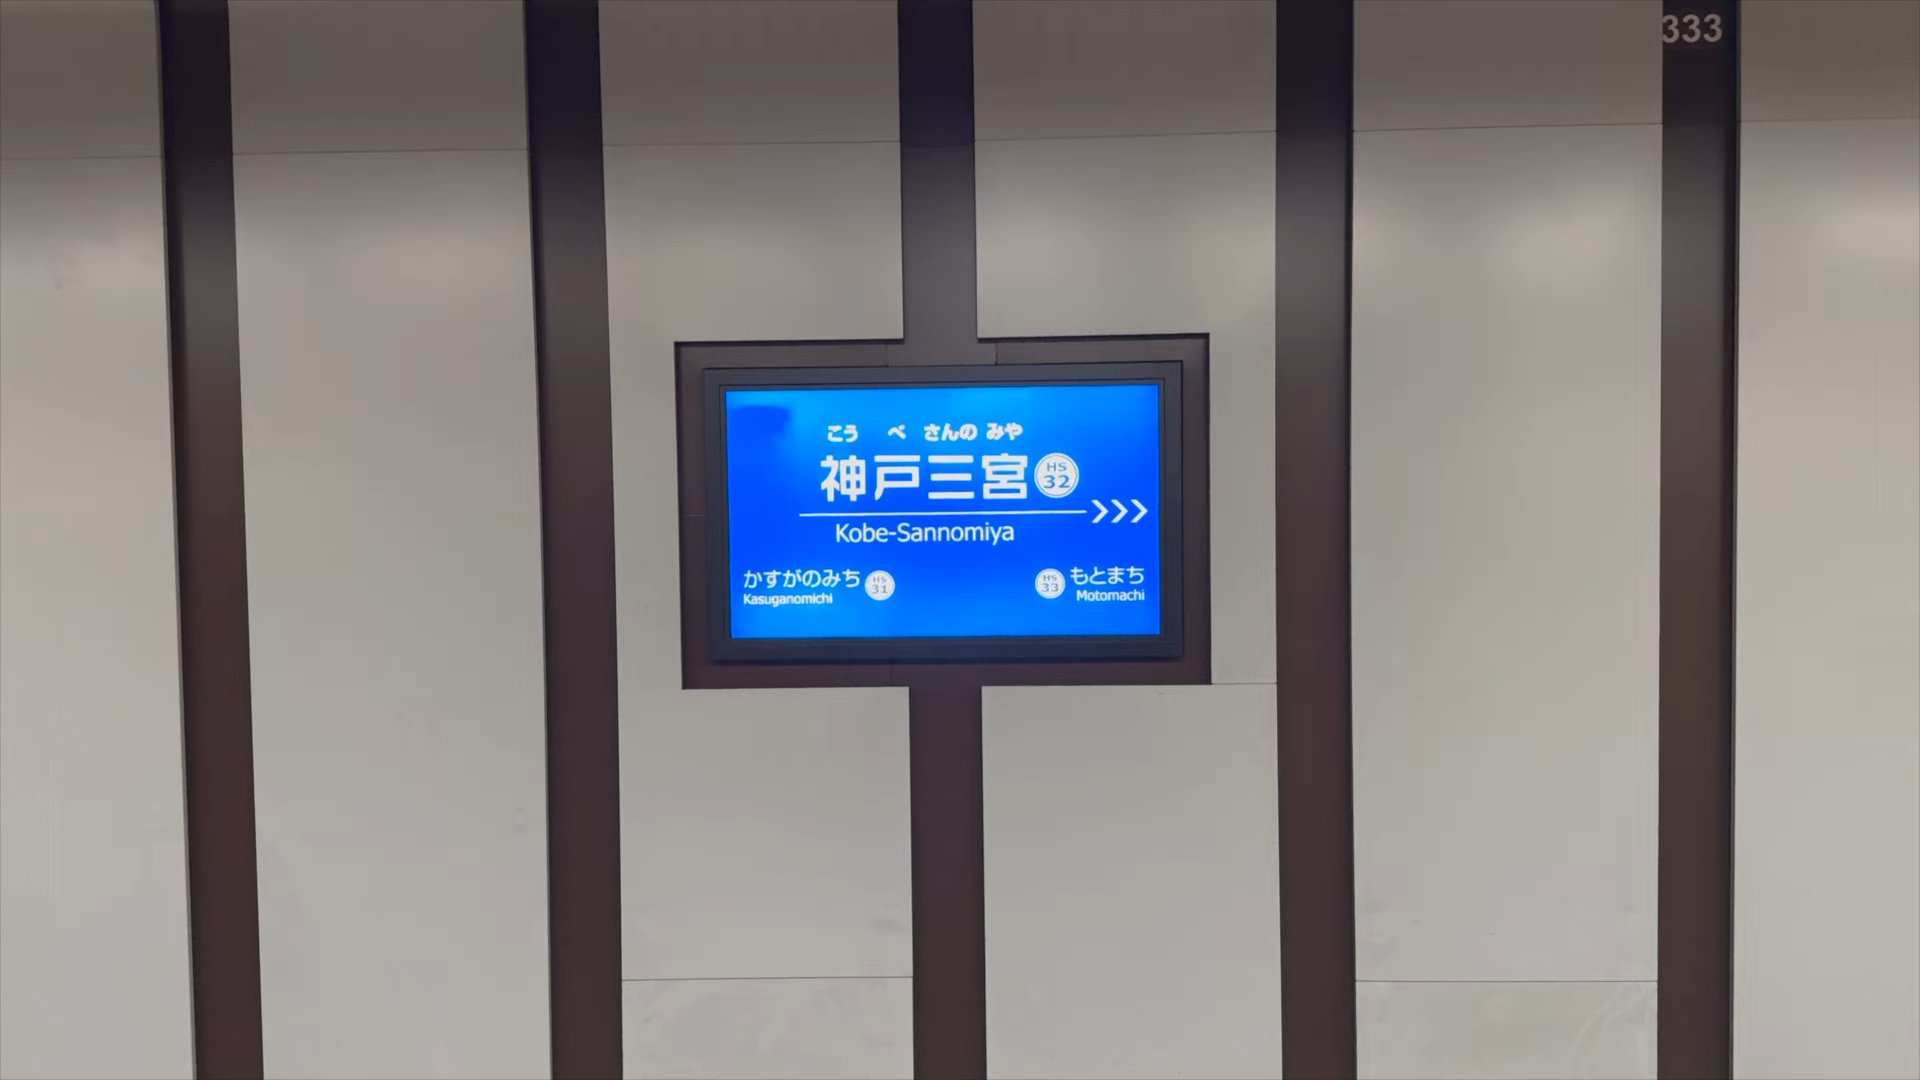 333
こう べ さんの みや
神戸三宮 HS 32
>>>
Kobe-Sannomiya
かすがのみち HS 31
Kasuganomichi
HS 33 もとまち
Motomachi